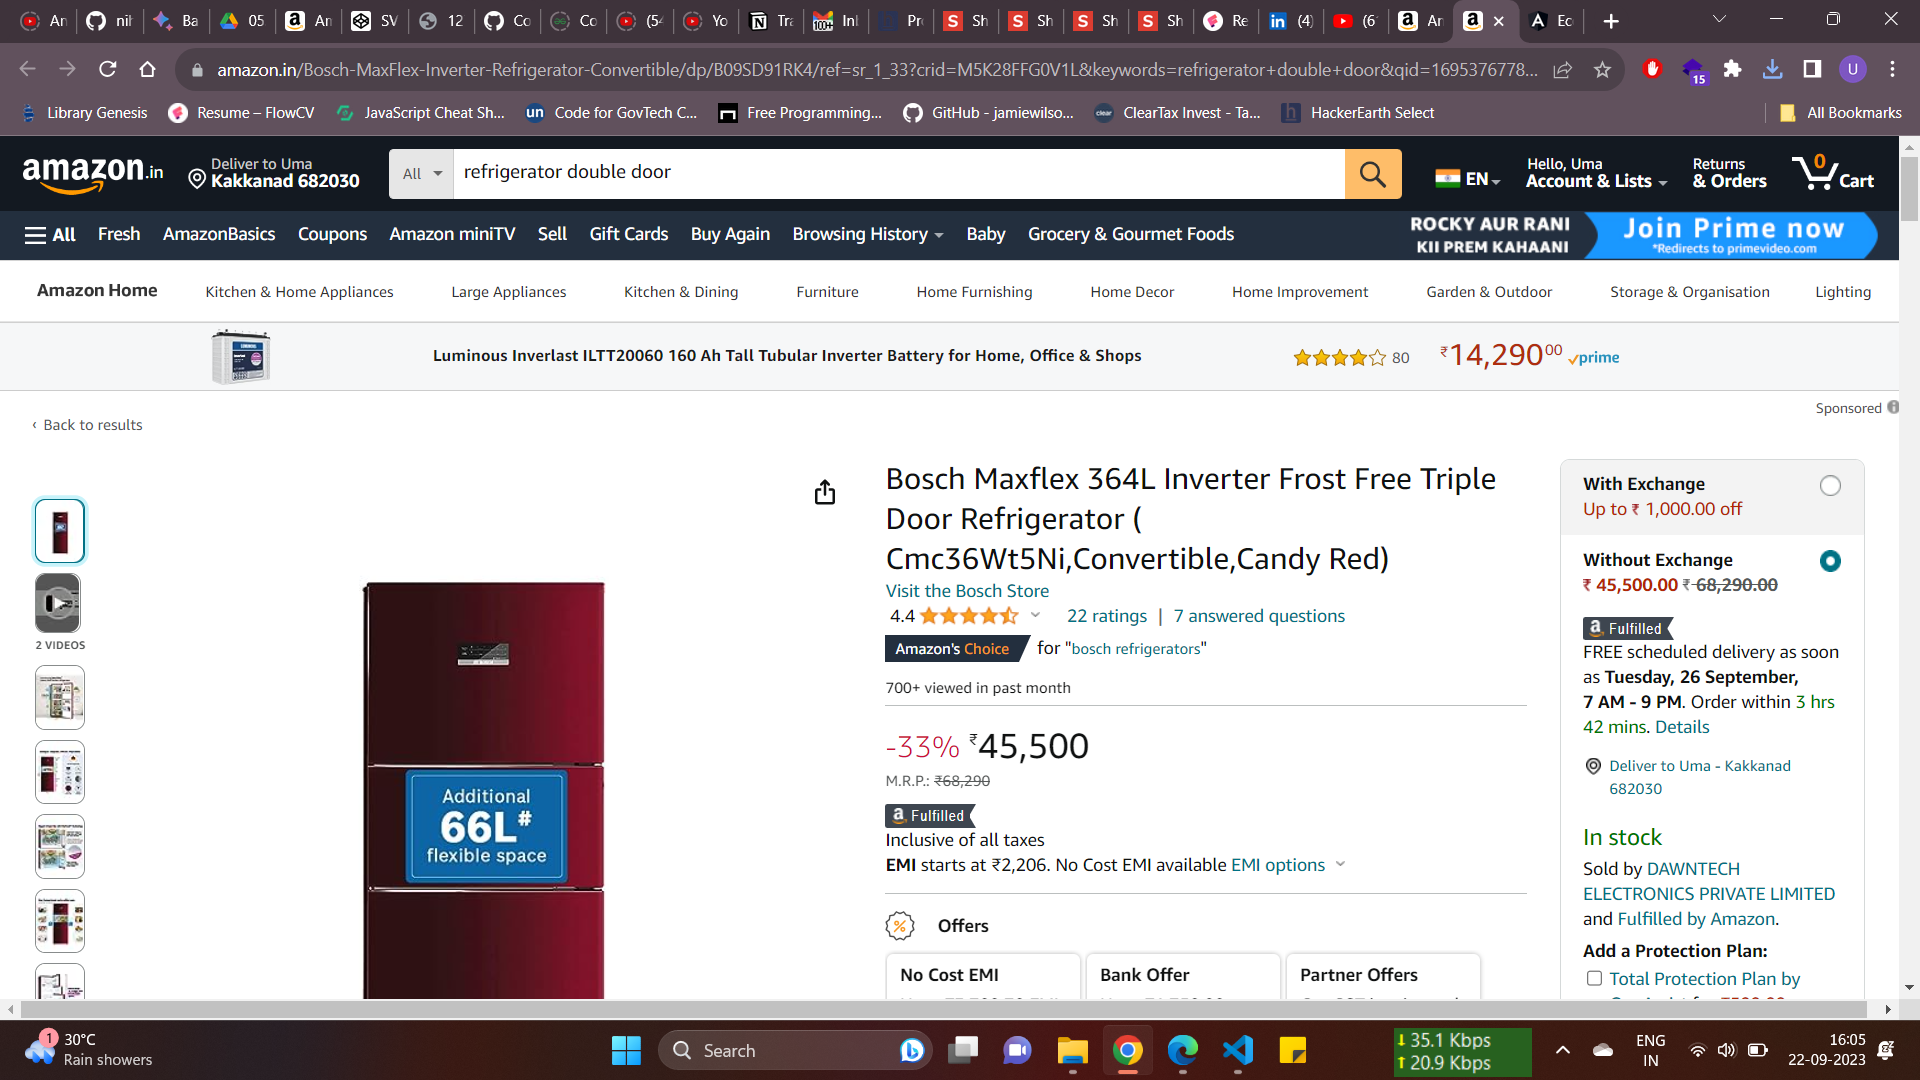 An
nih
Ba
05
An
SV
12
Co
Co
(54
Yo
Tra
Inl
Pr
Sh
Sh
Sh
Sh
Re
(4)
(6
An
Ec
amazon.in/Bosch-MaxFlex-Inverter-Refrigerator-Convertible/dp/B09SD91RK4/ref=sr_1_33?crid=M5K28FFG0V1L&keywords=refrigerator+double+door&qid=1695376778...
15
U
Library Genesis
Resume – FlowCV
JavaScript Cheat Sh...
Code for GovTech C...
Free Programming...
GitHub - jamiewilso...
ClearTax Invest - Ta...
HackerEarth Select
All Bookmarks
amazon.in
Deliver to Uma
Kakkanad 682030
All
refrigerator double door
EN
Hello, Uma
Account & Lists
Returns
& Orders
0
Cart
All
Fresh
AmazonBasics
Coupons
Amazon miniTV
Sell
Gift Cards
Buy Again
Browsing History
Baby
Grocery & Gourmet Foods
ROCKY AUR RANI
KII PREM KAHAANI
Join Prime now
*Redirects to primevideo.com
Amazon Home
Kitchen & Home Appliances
Large Appliances
Kitchen & Dining
Furniture
Home Furnishing
Home Decor
Home Improvement
Garden & Outdoor
Storage & Organisation
Lighting
Luminous Inverlast ILTT20060 160 Ah Tall Tubular Inverter Battery for Home, Office & Shops
80
₹14,29000
prime
Sponsored
‹ Back to results
2 VIDEOS
Additional
66L#
flexible space
Bosch Maxflex 364L Inverter Frost Free Triple
Door Refrigerator (
Cmc36Wt5Ni,Convertible,Candy Red)
Visit the Bosch Store
4.4
22 ratings | 7 answered questions
Amazon's Choice for "bosch refrigerators"
700+ viewed in past month
-33% ₹45,500
M.R.P.: ₹68,290
a Fulfilled
Inclusive of all taxes
EMI starts at ₹2,206. No Cost EMI available EMI options
Offers
No Cost EMI
Bank Offer
Partner Offers
With Exchange
Up to ₹ 1,000.00 off
Without Exchange
₹ 45,500.00 ₹ 68,290.00
a Fulfilled
FREE scheduled delivery as soon
as Tuesday, 26 September,
7 AM - 9 PM. Order within 3 hrs
42 mins. Details
Deliver to Uma - Kakkanad
682030
In stock
Sold by DAWNTECH
ELECTRONICS PRIVATE LIMITED
and Fulfilled by Amazon.
Add a Protection Plan:
Total Protection Plan by
1
30°C
Rain showers
Search
35.1 Kbps
20.9 Kbps
ENG
IN
16:05
22-09-2023